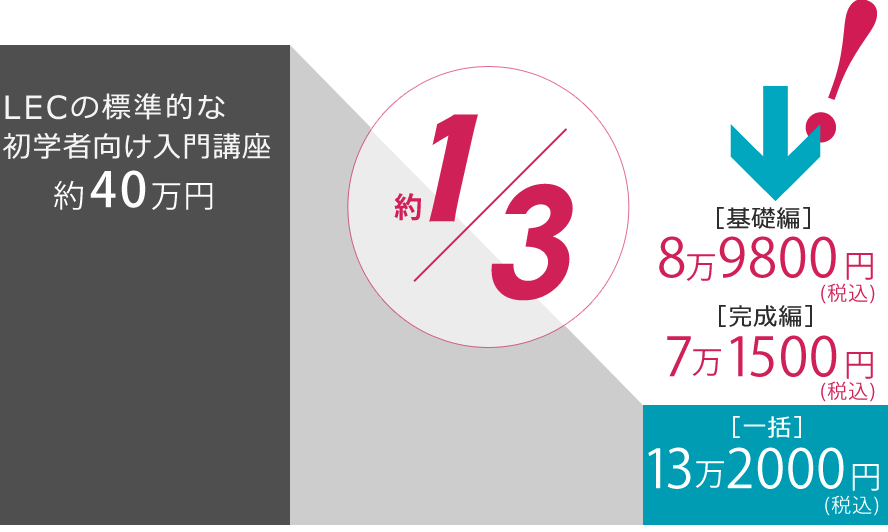 LECの標準的な
初学者向け入門講座
約40万円
約1/3
!
[基礎編]
8万9800円
(税込)
[完成編]
7万1500円
(税込)
[一括]
13万2000円
(税込)